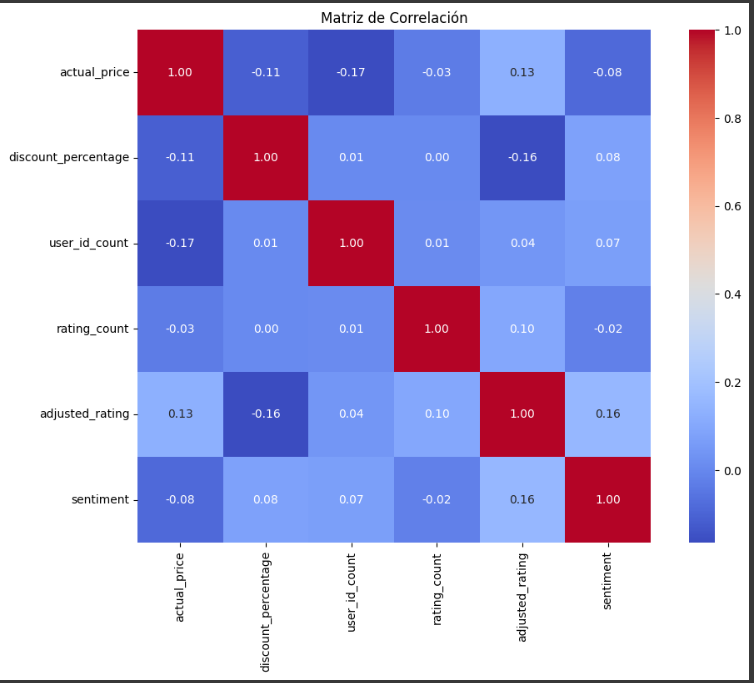 Matriz de Correlación
actual_price 1.00 -0.11 -0.17 -0.03 0.13 -0.08
discount_percentage -0.11 1.00 0.01 0.00 -0.16 0.08
user_id_count -0.17 0.01 1.00 0.01 0.04 0.07
rating_count -0.03 0.00 0.01 1.00 0.10 -0.02
adjusted_rating 0.13 -0.16 0.04 0.10 1.00 0.16
sentiment -0.08 0.08 0.07 -0.02 0.16 1.00
actual_price
discount_percentage
user_id_count
rating_count
adjusted_rating
sentiment
1.0
0.8
0.6
0.4
0.2
0.0